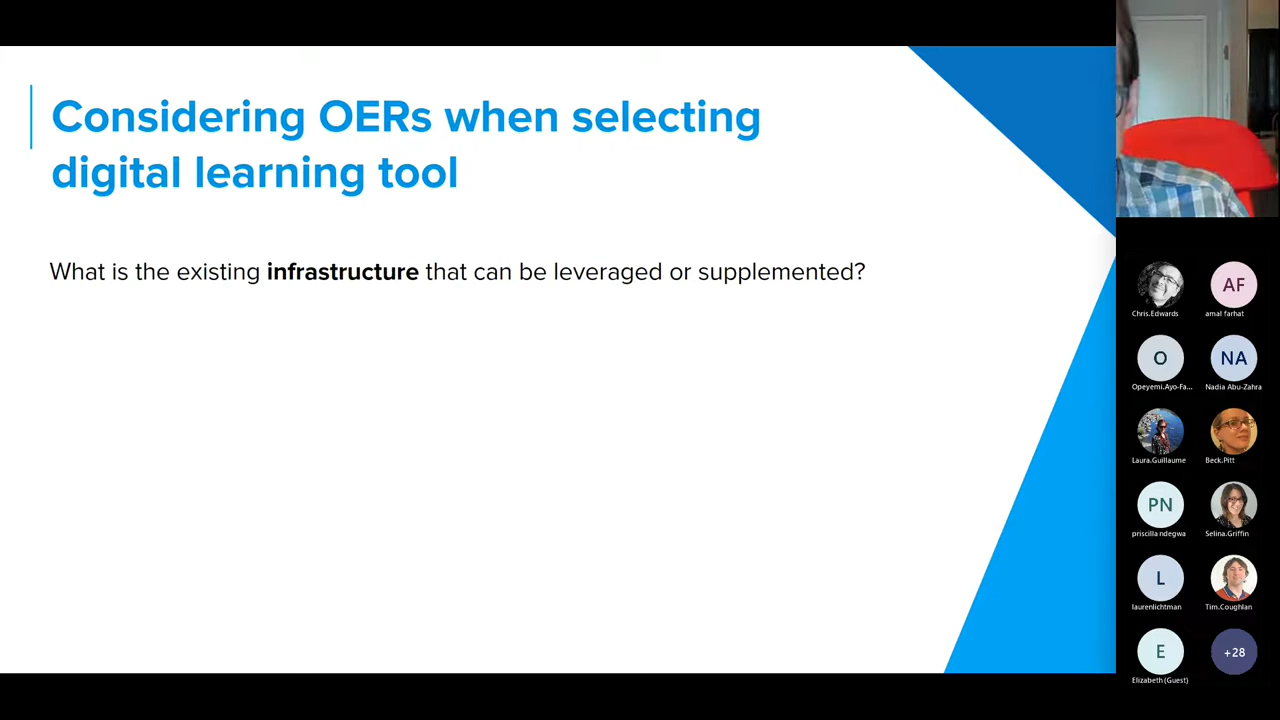 Considering OERs when selecting
digital learning tool
What is the existing infrastructure that can be leveraged or supplemented?
Chris.Edwards
AF
amal farhat
O
Opeyemi.Ayo-Fa...
NA
Nadia Abu-Zahra
Laura.Guillaume
Beck.Pitt
PN
priscilla ndegwa
Selina.Griffin
L
laurenlichtman
Tim.Coughlan
E
Elizabeth (Guest)
+28